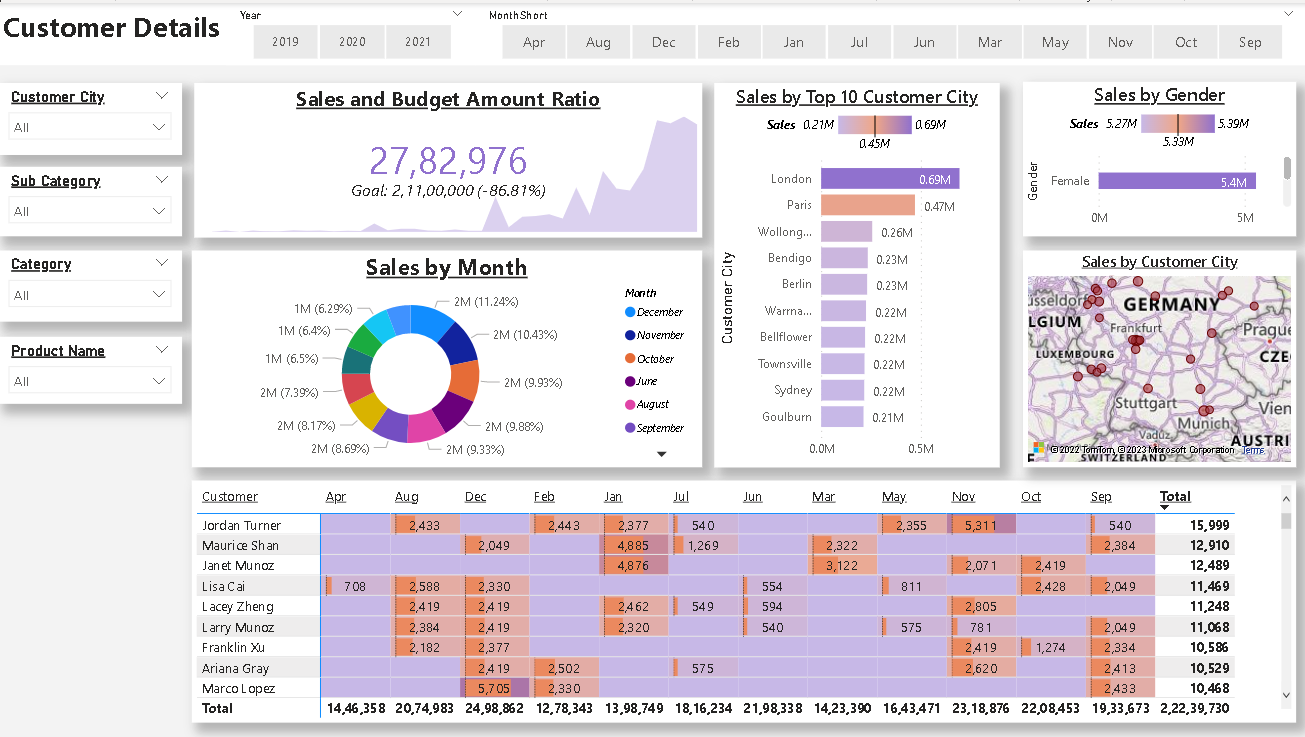 Customer Details
Year
2019 2020 2021
MonthShort
Apr Aug Dec Feb Jan Jul Jun Mar May Nov Oct Sep
Customer City
All
Sub Category
All
Category
All
Product Name
All
Sales and Budget Amount Ratio
27,82,976
Goal: 2,11,00,000 (-86.81%)
Sales by Month
2M (11.24%)
2M (10.43%)
2M (9.93%)
2M (9.88%)
2M (9.33%)
2M (8.69%)
2M (8.17%)
2M (7.39%)
1M (6.5%)
1M (6.4%)
1M (6.29%)
Month
December
November
October
June
August
September
Sales by Top 10 Customer City
Sales 0.21M 0.69M
0.45M
Customer City
London 0.69M
Paris 0.47M
Wollong... 0.26M
Bendigo 0.23M
Berlin 0.23M
Warrna... 0.22M
Bellflower 0.22M
Townsville 0.22M
Sydney 0.22M
Goulburn 0.21M
0.0M 0.5M
Sales by Gender
Sales 5.27M 5.39M
5.33M
Gender
Female 5.4M
0M 5M
Sales by Customer City
GERMANY
LGIUM
Frankfurt
Prague
LUXEMBOURG
CZE
Stuttgart
Munich
Vien
Vaduz
AUSTRI
© 2022 TomTom, © 2023 Microsoft Corporation Terms
SWITZERLAND
Customer Apr Aug Dec Feb Jan Jul Jun Mar May Nov Oct Sep Total
Jordan Turner 2,433 2,443 2,377 540 2,355 5,311 540 15,999
Maurice Shan 2,049 4,885 1,269 2,322 2,384 12,910
Janet Munoz 4,876 3,122 2,071 2,419 12,489
Lisa Cai 708 2,588 2,330 554 811 2,428 2,049 11,469
Lacey Zheng 2,419 2,419 2,462 549 594 2,805 11,248
Larry Munoz 2,384 2,419 2,320 540 575 781 2,049 11,068
Franklin Xu 2,182 2,377 2,419 1,274 2,334 10,586
Ariana Gray 2,419 2,502 575 2,620 2,413 10,529
Marco Lopez 5,705 2,330 2,433 10,468
Total 14,46,358 20,74,983 24,98,862 12,78,343 13,98,749 18,16,234 21,98,338 14,23,390 16,43,471 23,18,876 22,08,453 19,33,673 2,22,39,730